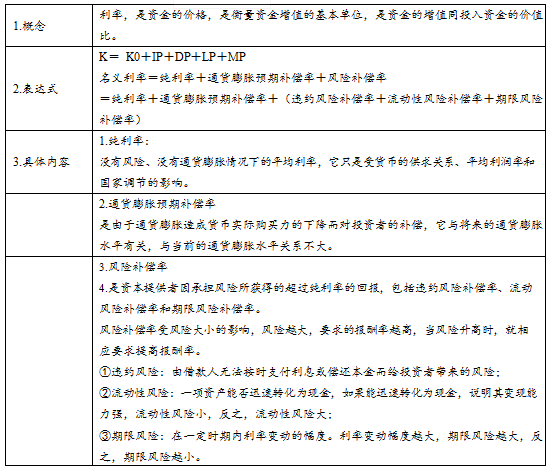 1.概念
利率，是资金的价格，是衡量资金增值的基本单位，是资金的增值同投入资金的价值
比。
2.表达式
K＝ K0+IP+DP+LP+MP
名义利率＝纯利率＋通货膨胀预期补偿率＋风险补偿率
＝纯利率＋通货膨胀预期补偿率＋（违约风险补偿率＋流动性风险补偿率＋期限风险
补偿率）
3.具体内容
1.纯利率：
没有风险、没有通货膨胀情况下的平均利率，它只是受货币的供求关系、平均利润率和
国家调节的影响。
2.通货膨胀预期补偿率
是由于通货膨胀造成货币实际购买力的下降而对投资者的补偿，它与将来的通货膨胀
水平有关，与当前的通货膨胀水平关系不大。
3.风险补偿率
4.是资本提供者因承担风险所获得的超过纯利率的回报，包括违约风险补偿率、流动
风险补偿率和期限风险补偿率。
风险补偿率受风险大小的影响，风险越大，要求的报酬率越高，当风险升高时，就相
应要求提高报酬率。
①违约风险：由借款人无法按时支付利息或偿还本金而给投资者带来的风险；
②流动性风险：一项资产能否迅速转化为现金，如果能迅速转化为现金，说明其变现能
力强，流动性风险小，反之，流动性风险大；
③期限风险：在一定时期内利率变动的幅度。利率变动幅度越大，期限风险越大，反
之，期限风险越小。